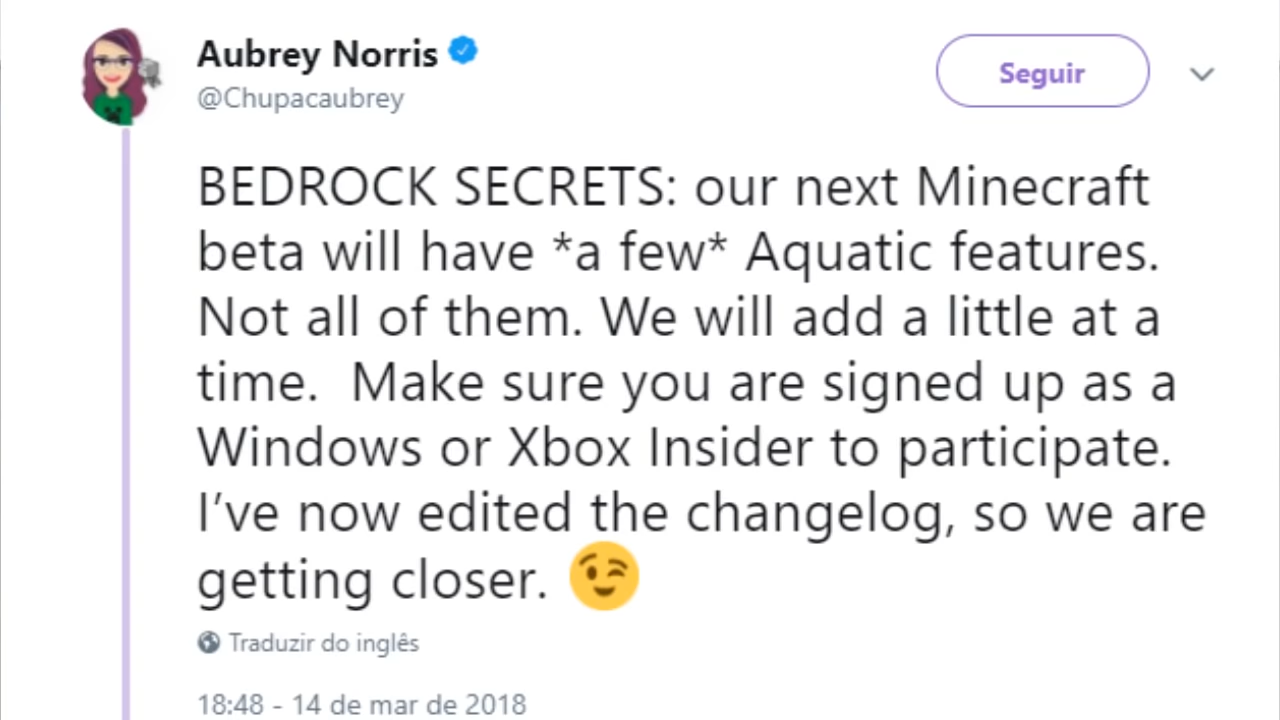 Aubrey Norris
@Chupacaubrey
Seguir
BEDROCK SECRETS: our next Minecraft
beta will have *a few* Aquatic features.
Not all of them. We will add a little at a
time.  Make sure you are signed up as a
Windows or Xbox Insider to participate.
I’ve now edited the changelog, so we are
getting closer. 😉
Traduzir do inglês
18:48 - 14 de mar de 2018